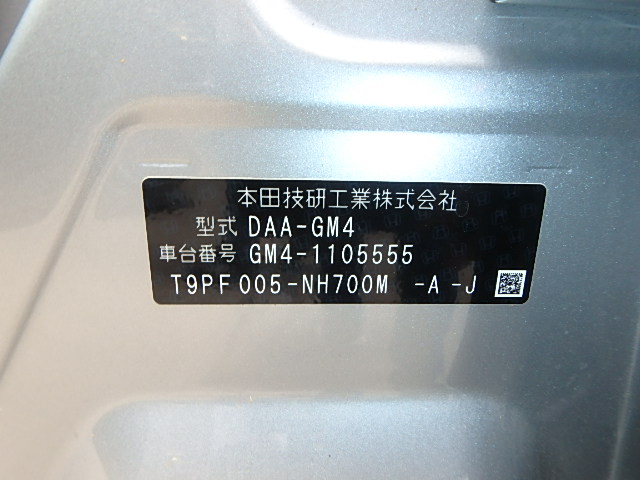 本田技研工業株式会社
型式 DAA-GM4
車台番号 GM4-1105555
T9PF005-NH700M -A-J